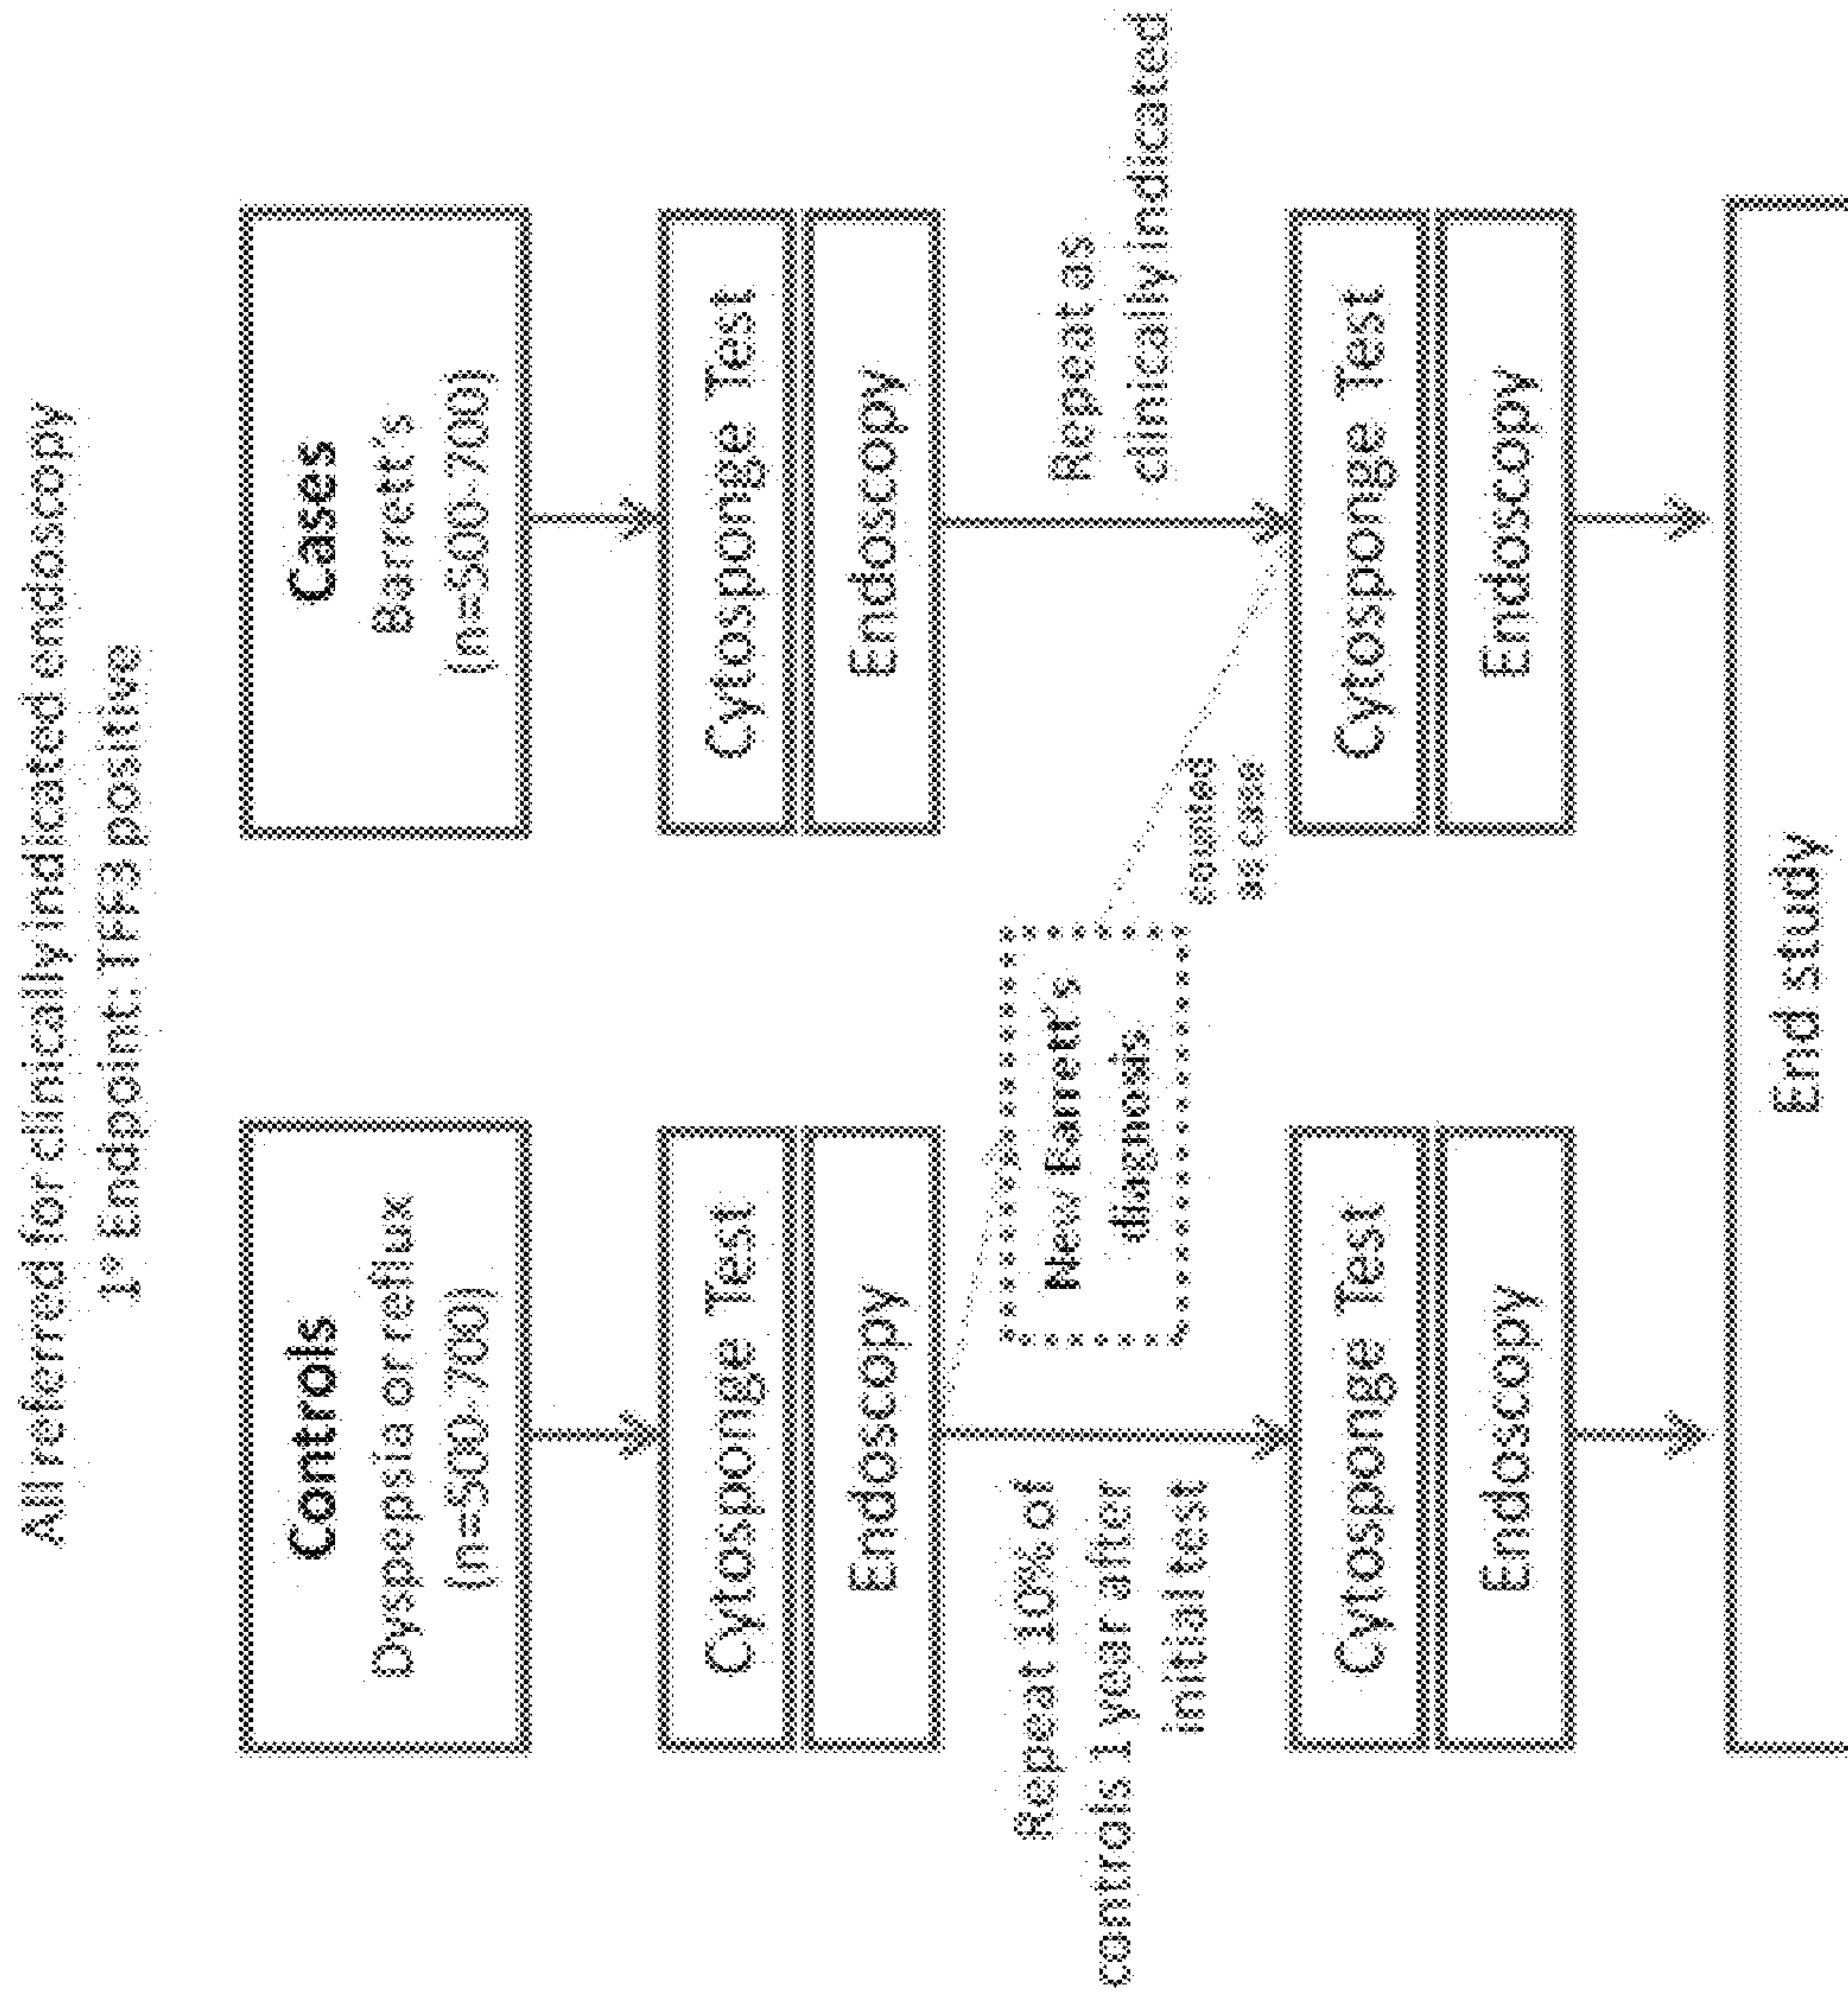 All referred for clinically indicated endoscopy
1° Endpoint: TFF3 positive
Controls
Dyspepsia or reflux
(n=500-700)
Cases
Barrett's
(n=500-700)
Cytosponge Test
Endoscopy
Cytosponge Test
Endoscopy
Repeat 10% of
controls 1 year after
initial test
New Barrett's
diagnosis
counted
as case
Repeat as
clinically indicated
Cytosponge Test
Endoscopy
Cytosponge Test
Endoscopy
End study